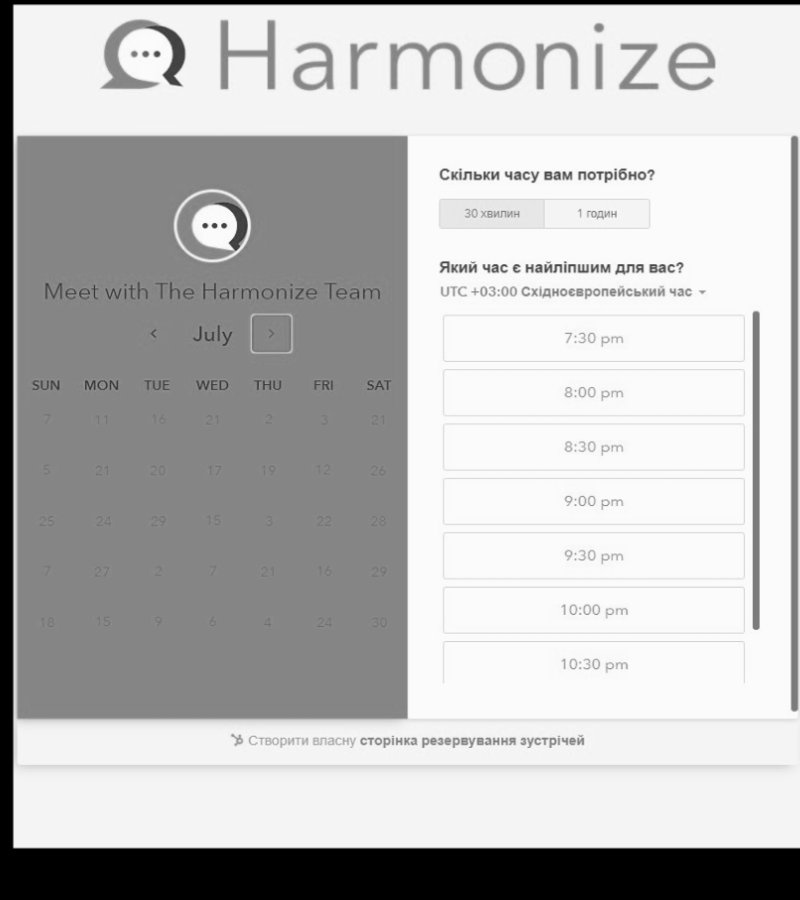 Harmonize
Meet with The Harmonize Team
July
SUN MON TUE WED THU FRI SAT
7 11 16 21 2 3 21
5 21 20 17 19 12 26
25 24 29 15 3 22 28
7 27 2 7 21 16 29
18 15 9 6 4 24 30
Скільки часу вам потрібно?
30 хвилин 1 годин
Який час є найліпшим для вас?
UTC +03:00 Східноєвропейський час
7:30 pm
8:00 pm
8:30 pm
9:00 pm
9:30 pm
10:00 pm
10:30 pm
Створити власну сторінка резервування зустрічей